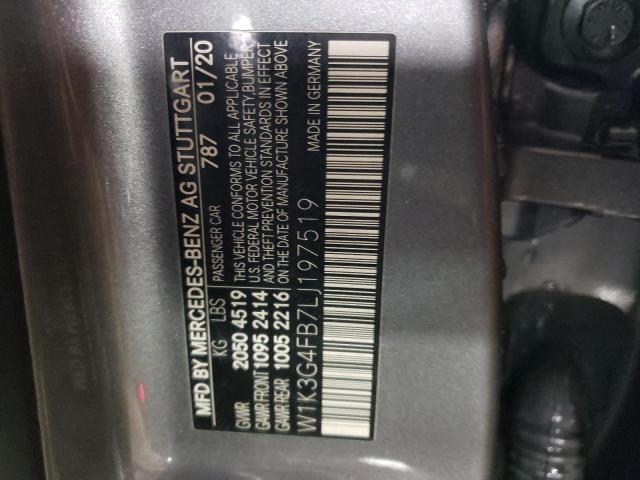 MFD BY MERCEDES-BENZ AG STUTTGART
787 01/20
KG LBS PASSENGER CAR
GVWR 2050 4519 THIS VEHICLE CONFORMS TO ALL APPLICABLE
GAWR FRONT 1095 2414 U.S. FEDERAL MOTOR VEHICLE SAFETY, BUMPER
GAWR REAR 1005 2216 AND THEFT PREVENTION STANDARDS IN EFFECT
ON THE DATE OF MANUFACTURE SHOWN ABOVE
W1K3G4FB7LJ197519 MADE IN GERMANY